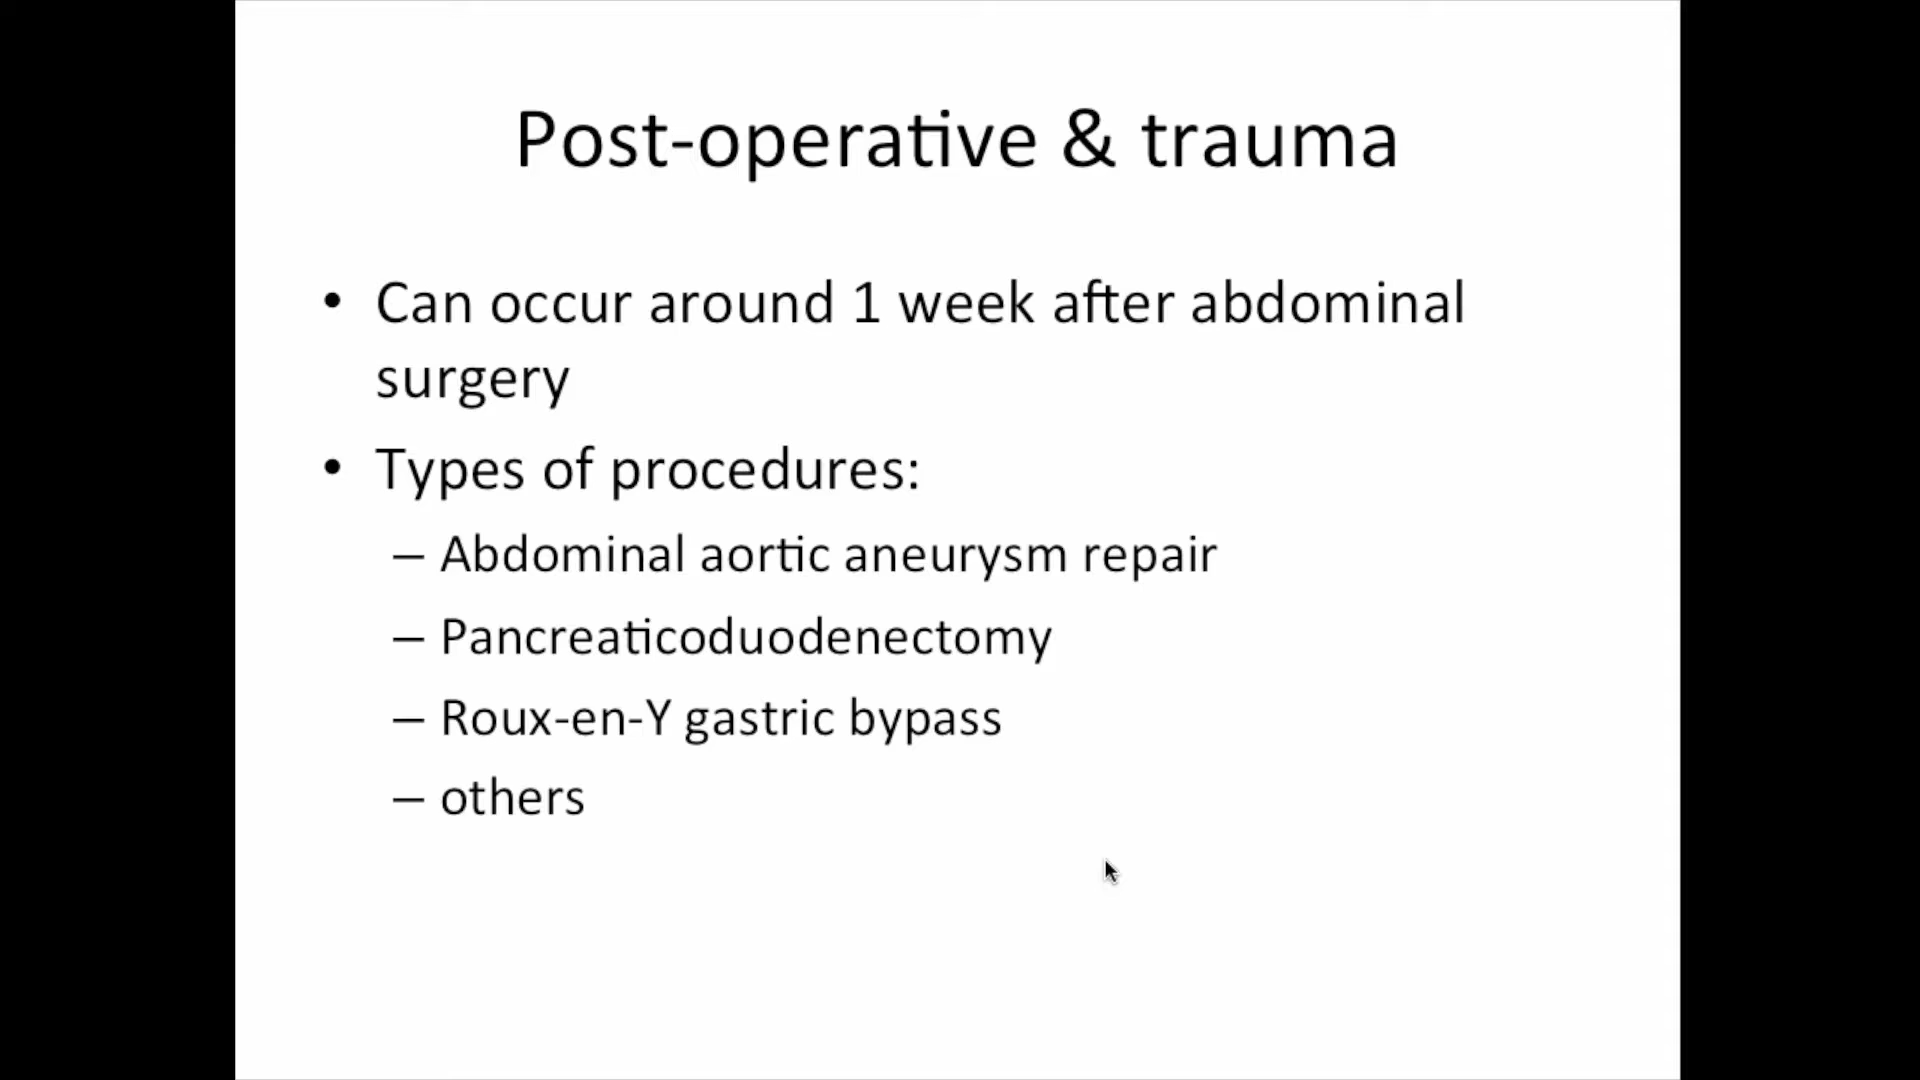 Post-operative & trauma
• Can occur around 1 week after abdominal
surgery
• Types of procedures:
– Abdominal aortic aneurysm repair
– Pancreaticoduodenectomy
– Roux-en-Y gastric bypass
– others